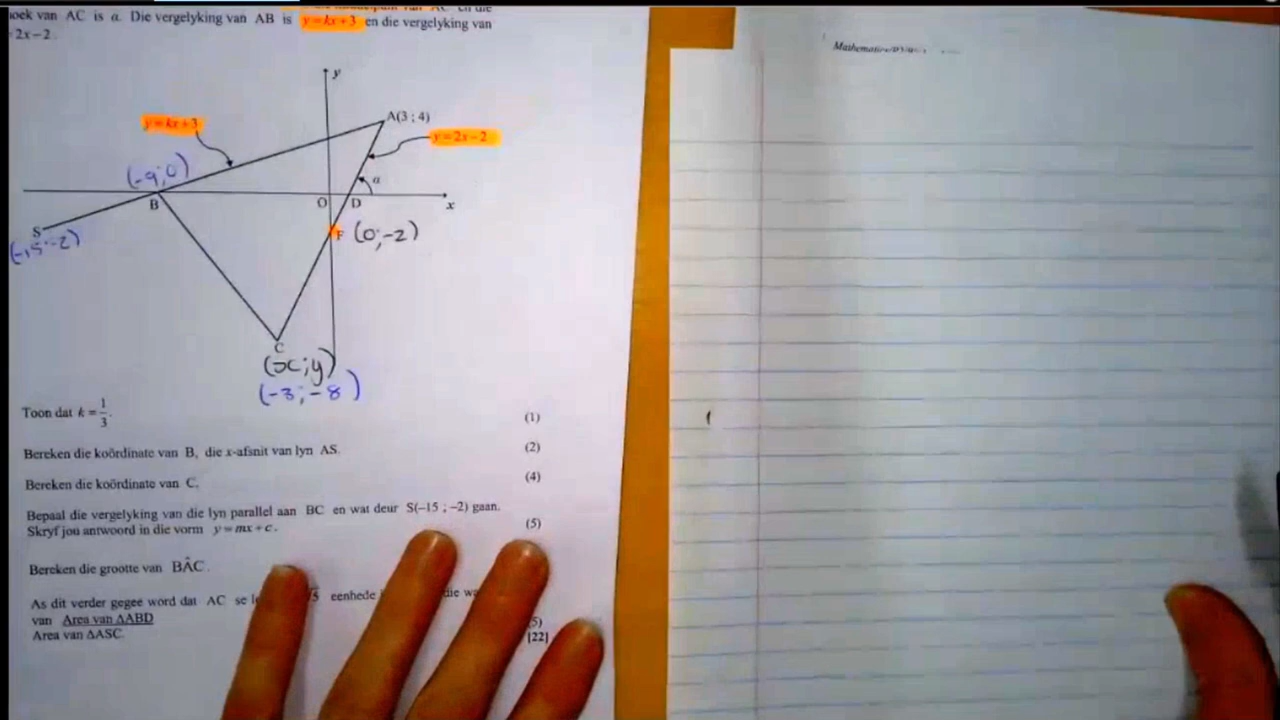 van AC is α. Die vergelyking van AB is y = kx + 3 en die vergelyking van
2x – 2.
y
A(3 ; 4)
y = kx + 3
y = 2x – 2
(-9;0)
α
B
O
D
x
S
(-15;-2)
F (0;-2)
C
(x;y)
(-3;-8)
Toon dat k = 1/3.
(1)
Bereken die koördinate van B, die x-afsnit van lyn AS.
(2)
Bereken die koördinate van C.
(4)
Bepaal die vergelyking van die lyn parallel aan BC en wat deur S(–15 ; –2) gaan.
Skryf jou antwoord in die vorm y = mx + c.
(5)
Bereken die grootte van BÂC.
As dit verder gegee word dat AC se eenhede die
van Area van ΔABD
Area van ΔASC.
5)
[22]